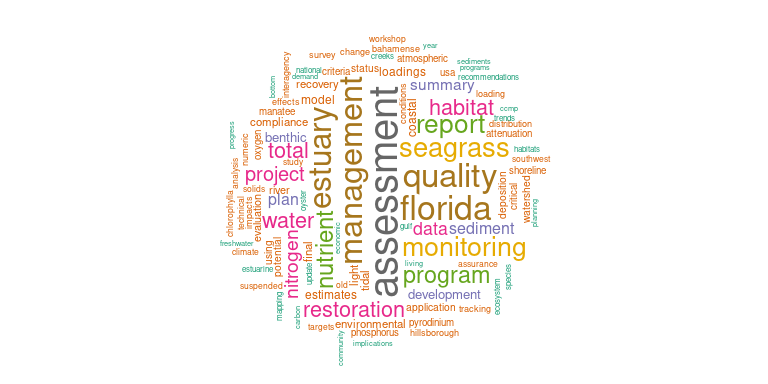 workshop
year
change
bahamense
survey
creeks
atmospheric
interagency
national
criteria
status
loadings
usa
sediments
programs
demand
recommendations
bottom
recovery
summary
effects
model
management
assessment
conditions
coastal
habitat
loading
ccmp
manatee
estuary
report
trends
distribution
compliance
attenuation
progress
numeric
oxygen
benthic
seagrass
habitats
total
study
southwest
analysis
project
quality
shoreline
solids
river
plan
oyster
deposition
critical
watershed
planning
chlorophylla
technical
impacts
evaluation
water
florida
nutrient
economic
gulf
data
sediment
freshwater
climate
using
potential
nitrogen
final
monitoring
estuarine
update
light
tidal
living
assurance
program
ecosystem
species
suspended
old
estimates
development
mapping
carbon
restoration
application
tracking
targets
environmental
pyrodinium
community
phosphorus
hillsborough
implications